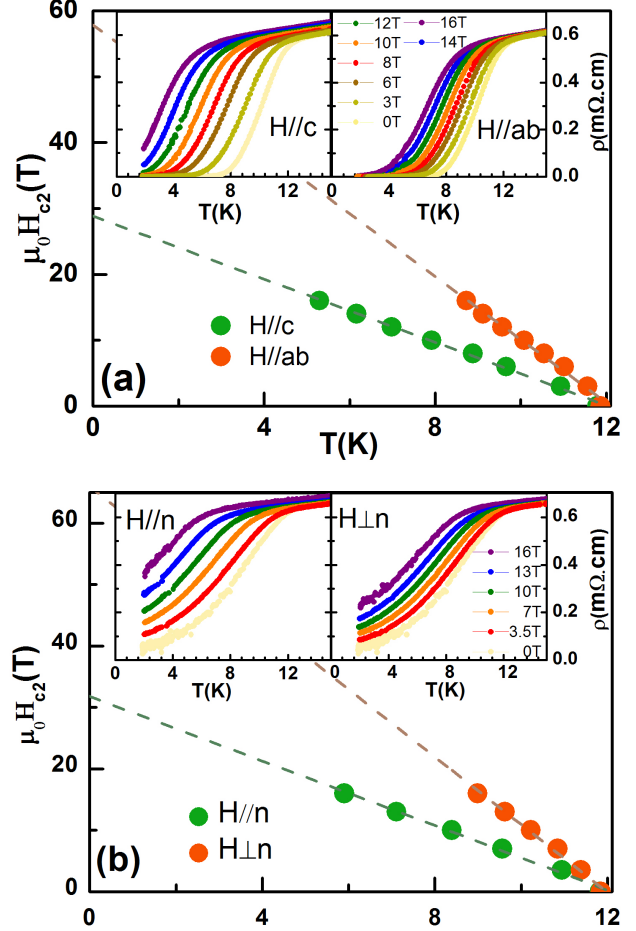 60
40
20
0
μ₀H_c2(T)
H//c
12T
10T
8T
6T
3T
0T
16T
14T
H//ab
0.6
0.4
0.2
0.0
ρ(mΩ.cm)
0 4 8 12
T(K)
0 4 8 12
T(K)
H//c
H//ab
(a)
0 4 8 12
T(K)
60
40
20
0
μ₀H_c2(T)
H//n
H⊥n
16T
13T
10T
7T
3.5T
0T
0.6
0.4
0.2
0.0
ρ(mΩ.cm)
0 4 8 12
T(K)
0 4 8 12
T(K)
H//n
H⊥n
(b)
0 4 8 12